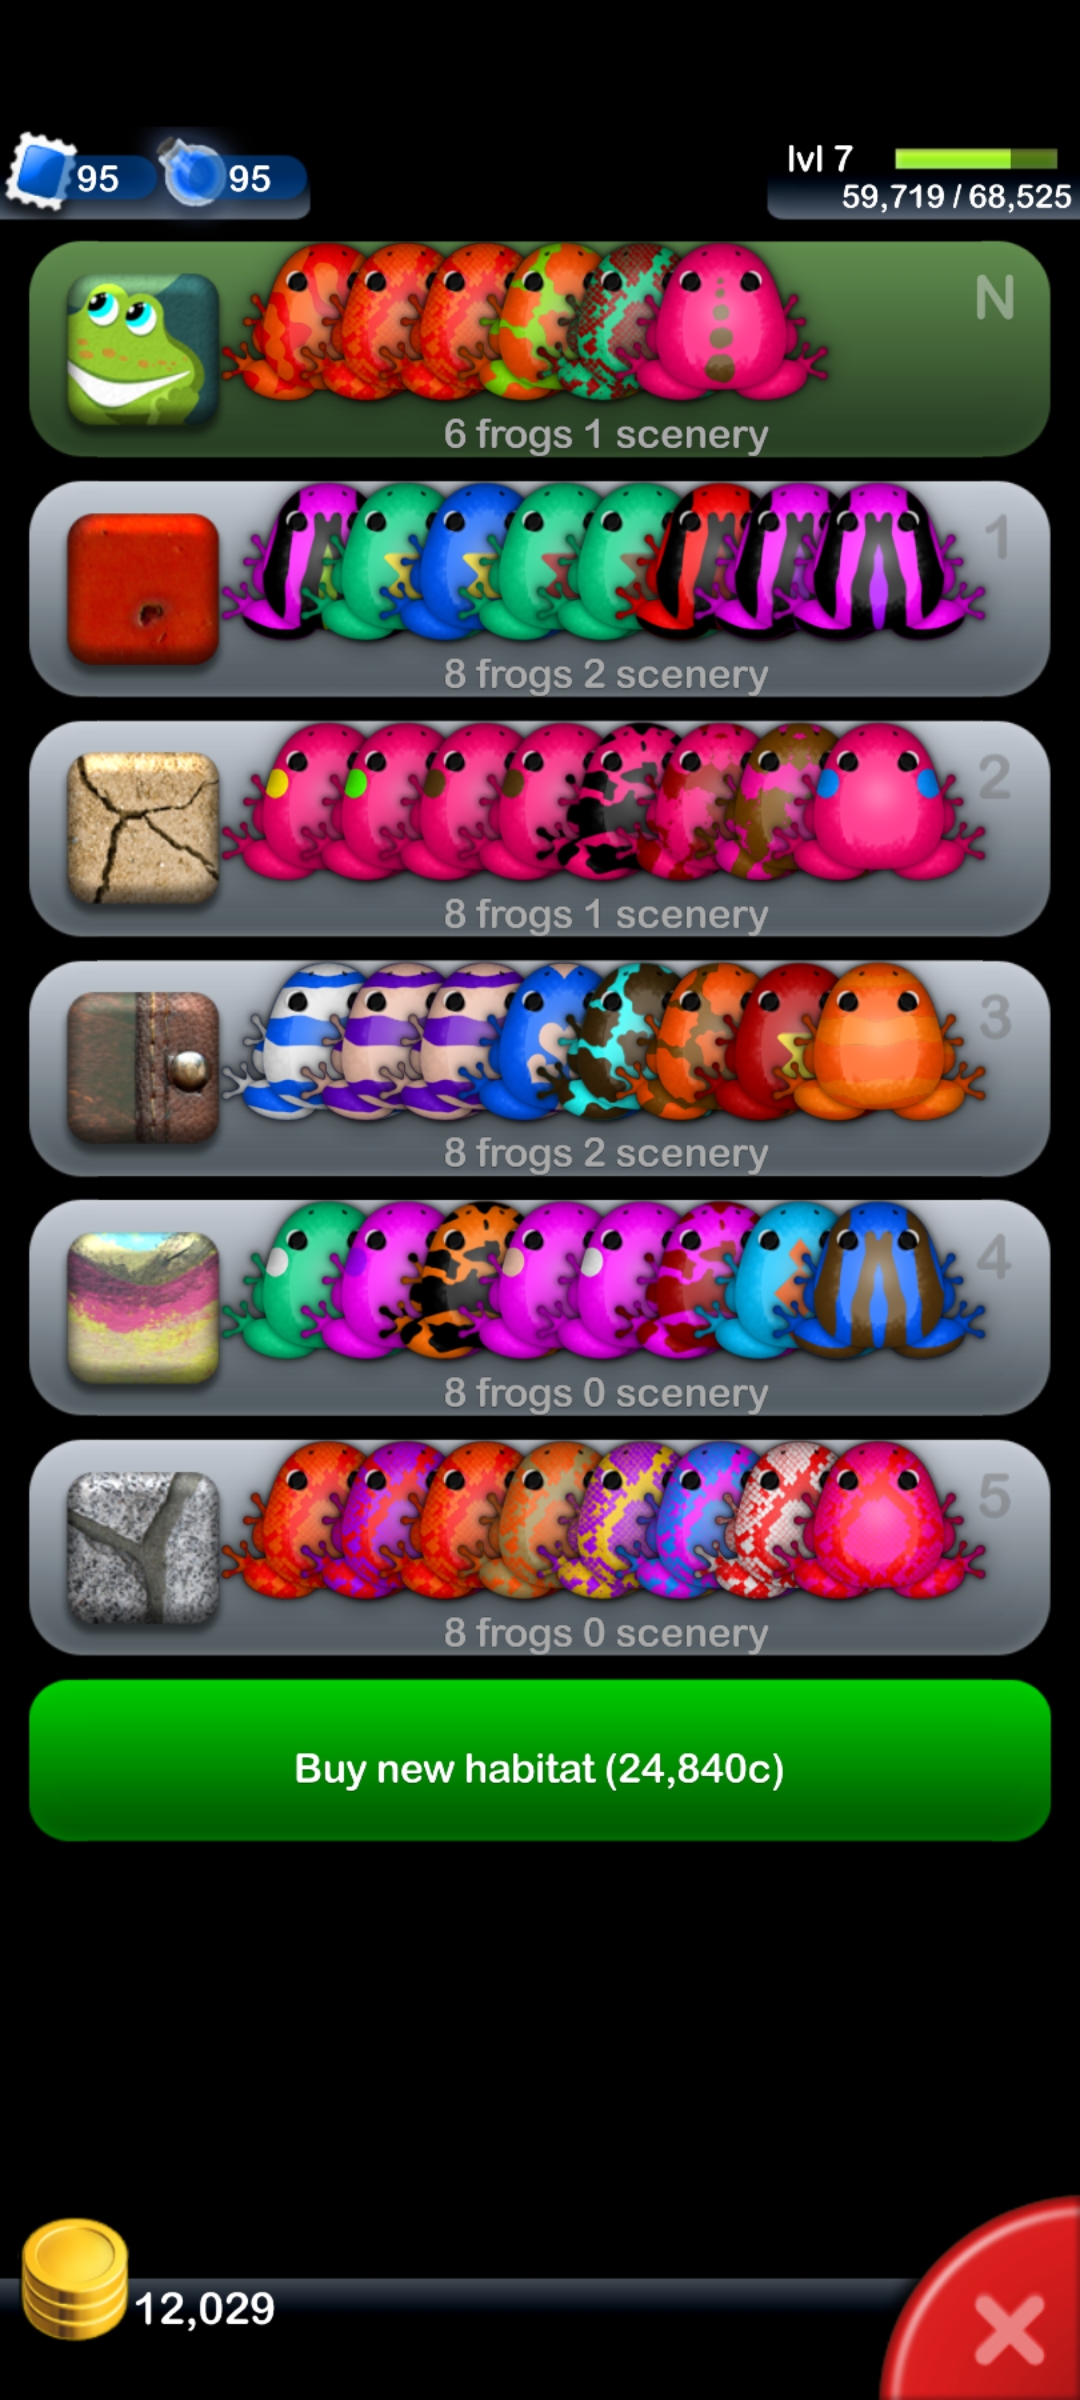 95
95
lvl 7
59,719 / 68,525
N
6 frogs 1 scenery
1
8 frogs 2 scenery
2
8 frogs 1 scenery
3
8 frogs 2 scenery
4
8 frogs 0 scenery
5
8 frogs 0 scenery
Buy new habitat (24,840c)
12,029